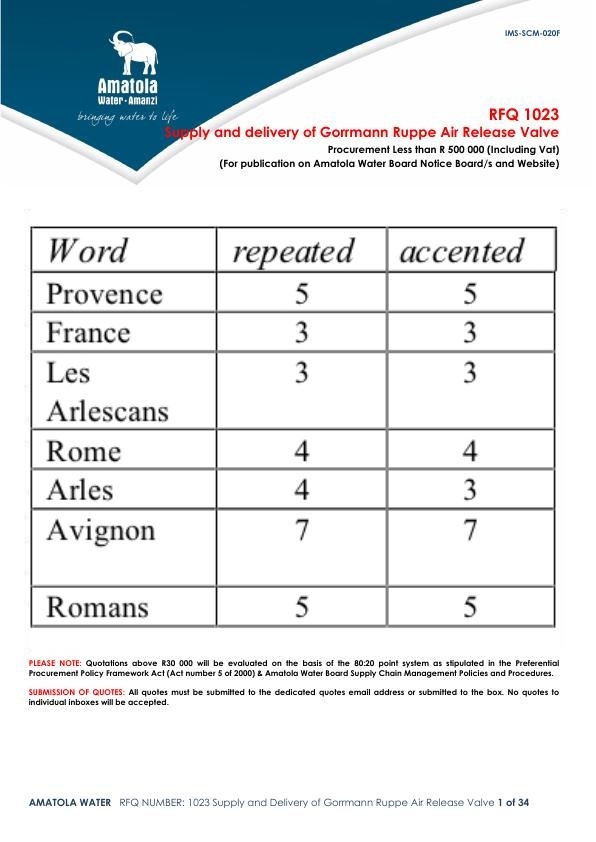 IMS-SCM-020F
Amatola
Water-Amanzi
bringing water to life
RFQ 1023
Supply and delivery of Gorrmann Ruppe Air Release Valve
Procurement Less than R 500 000 (Including Vat)
(For publication on Amatola Water Board Notice Board/s and Website)
Word repeated accented
Provence 5 5
France 3 3
Les 3 3
Arlescans
Rome 4 4
Arles 4 3
Avignon 7 7
Romans 5 5
PLEASE NOTE: Quotations above R30 000 will be evaluated on the basis of the 80:20 point system as stipulated in the Preferential
Procurement Policy Framework Act (Act number 5 of 2000) & Amatola Water Board Supply Chain Management Policies and Procedures.
SUBMISSION OF QUOTES: All quotes must be submitted to the dedicated quotes email address or submitted to the box. No quotes to
individual inboxes will be accepted.
AMATOLA WATER RFQ NUMBER: 1023 Supply and Delivery of Gorrmann Ruppe Air Release Valve 1 of 34